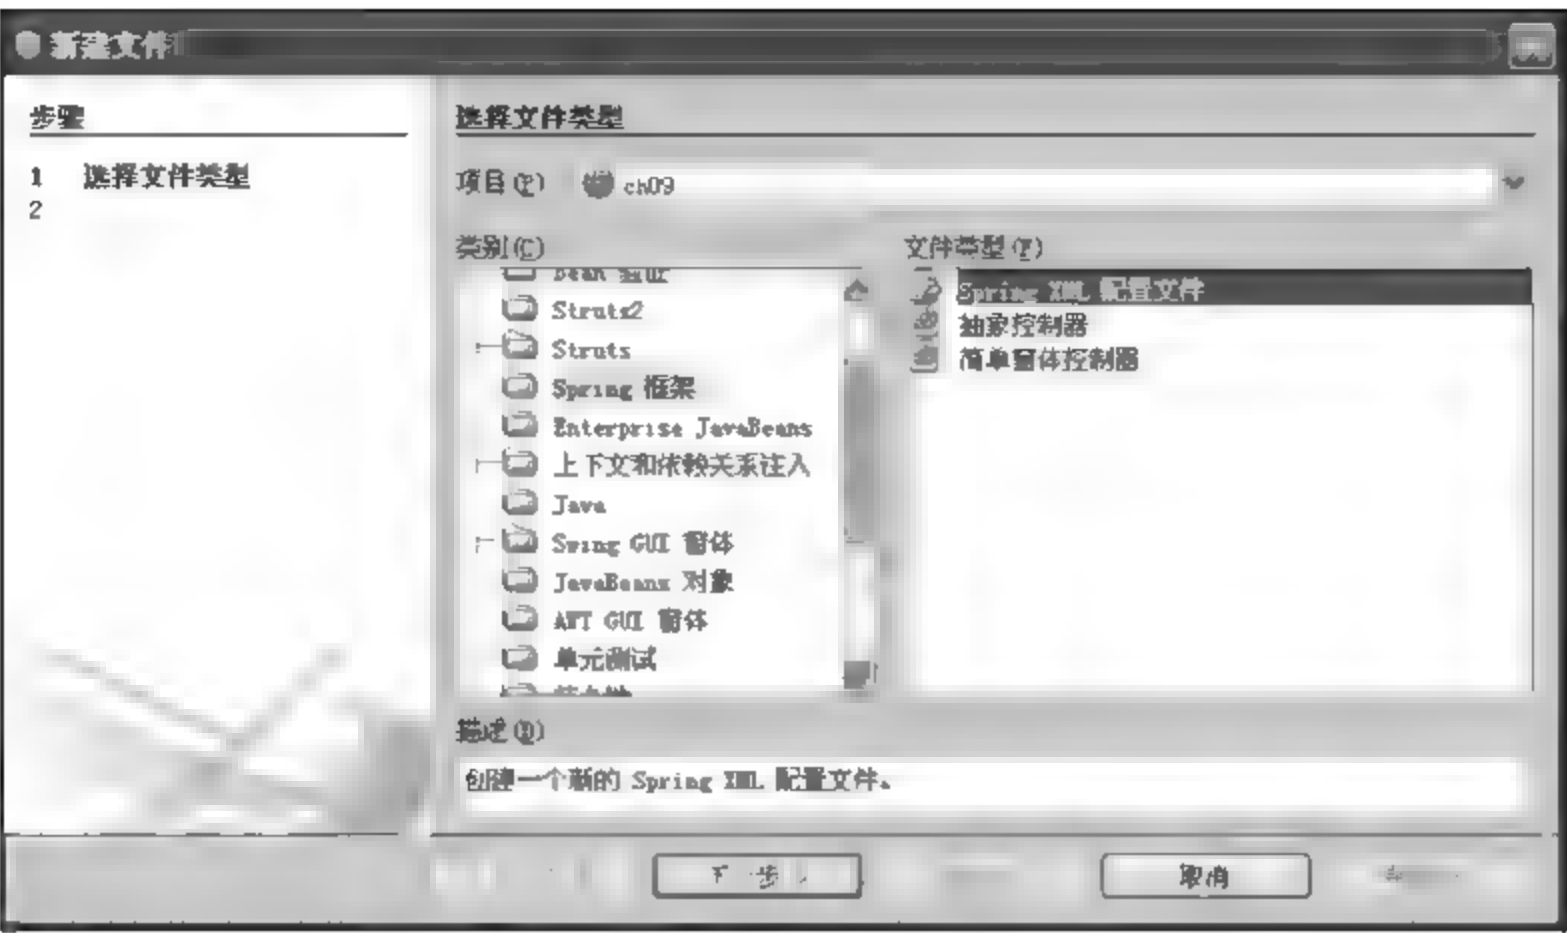 新建文件
步骤
1 选择文件类型
2
选择文件类型
项目(P) ch09
类别(C)
Struts2
Struts
Spring 框架
Enterprise JavaBeans
上下文和依赖关系注入
Java
Swing GUI 窗体
JavaBeans 对象
AWT GUI 窗体
单元测试
文件类型(F)
Spring XML 配置文件
抽象控制器
简单窗体控制器
描述(D)
创建一个新的 Spring XML 配置文件。
下 步
取消